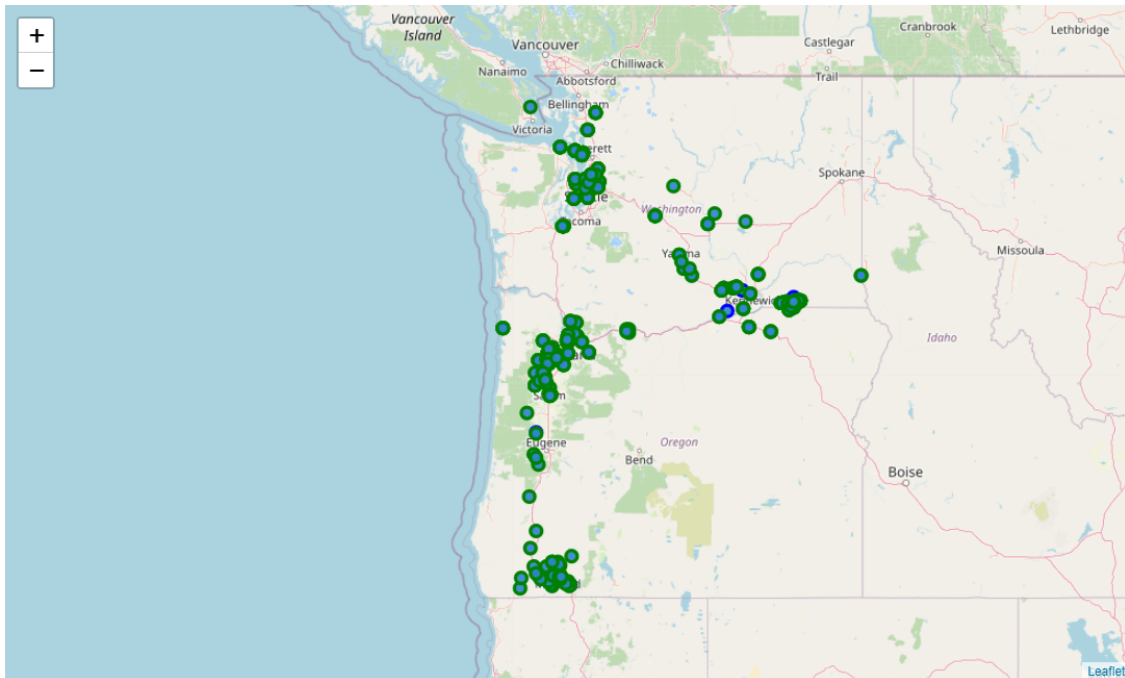 +
−
Vancouver
Island
Vancouver
Nanaimo
Chilliwack
Abbotsford
Bellingham
Victoria
Castlegar
Trail
Cranbrook
Lethbridge
Spokane
Washington
Missoula
Idaho
Oregon
Eugene
Bend
Boise
Leaflet